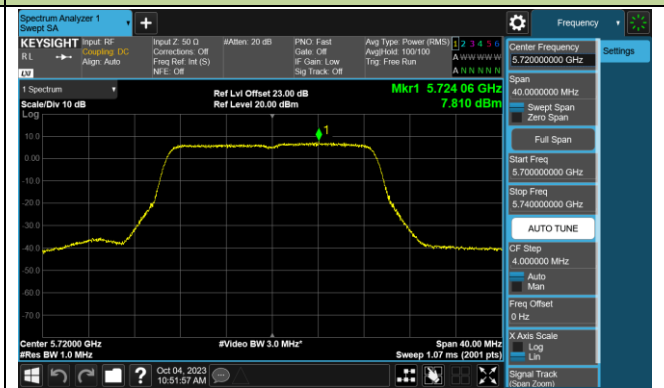 Spectrum Analyzer 1
Swept SA
Frequency
KEYSIGHT
RL
Input: RF
Coupling: DC
Align: Auto
Input Z: 50 Ω
Corrections: Off
Freq Ref: Int (S)
NFE: Off
#Atten: 20 dB
PNO: Fast
Gate: Off
IF Gain: Low
Sig Track: Off
Avg Type: Power (RMS)
Avg|Hold: 100/100
Trig: Free Run
1 2 3 4 5 6
A W W W W W
A N N N N N
1 Spectrum
Scale/Div 10 dB
Log
Ref Lvl Offset 23.00 dB
Ref Level 20.00 dBm
Mkr1 5.724 06 GHz
7.810 dBm
10.0
0.00
-10.0
-20.0
-30.0
-40.0
-50.0
-60.0
-70.0
1
Center 5.72000 GHz
#Res BW 1.0 MHz
#Video BW 3.0 MHz*
Span 40.00 MHz
Sweep 1.07 ms (2001 pts)
Oct 04, 2023
10:51:57 AM
Center Frequency
5.720000000 GHz
Span
40.0000000 MHz
Swept Span
Zero Span
Full Span
Start Freq
5.700000000 GHz
Stop Freq
5.740000000 GHz
AUTO TUNE
CF Step
4.000000 MHz
Auto
Man
Freq Offset
0 Hz
X Axis Scale
Log
Lin
Signal Track
(Span Zoom)
Settings